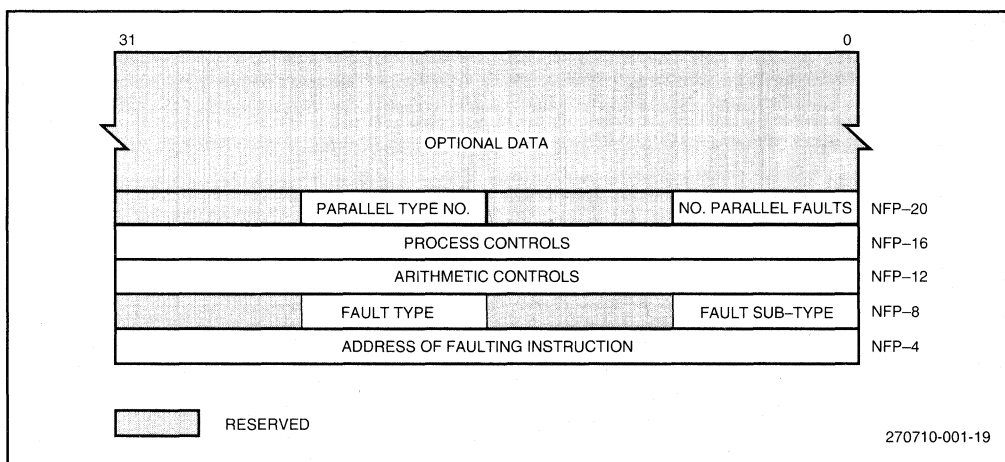 31 0
OPTIONAL DATA
PARALLEL TYPE NO. NO. PARALLEL FAULTS NFP–20
PROCESS CONTROLS NFP–16
ARITHMETIC CONTROLS NFP–12
FAULT TYPE FAULT SUB–TYPE NFP–8
ADDRESS OF FAULTING INSTRUCTION NFP–4
RESERVED
270710-001-19